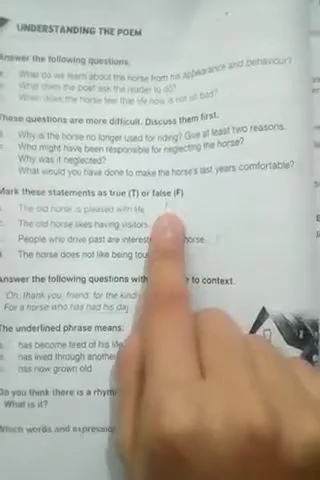 UNDERSTANDING THE POEM
Answer the following questions.
What do we learn about the horse from his appearance and behaviour?
What does the poet ask the reader to do?
When does the horse feel that life now is not so bad?
These questions are more difficult. Discuss them first.
Why is the horse no longer used for riding? Give at least two reasons.
Who might have been responsible for neglecting the horse?
Why was it neglected?
What would you have done to make the horse's last years comfortable?
Mark these statements as true (T) or false (F)
The old horse is pleased with life
The old horse likes having visitors
People who drive past are horse
The horse does not like being
Answer the following questions with to context.
'Oh, thank you, friend, for the
For a horse who has had his day
The underlined phrase means:
has become tired of his life
has lived through
has now grown old
Do you think there is a
What is it?
Which words and